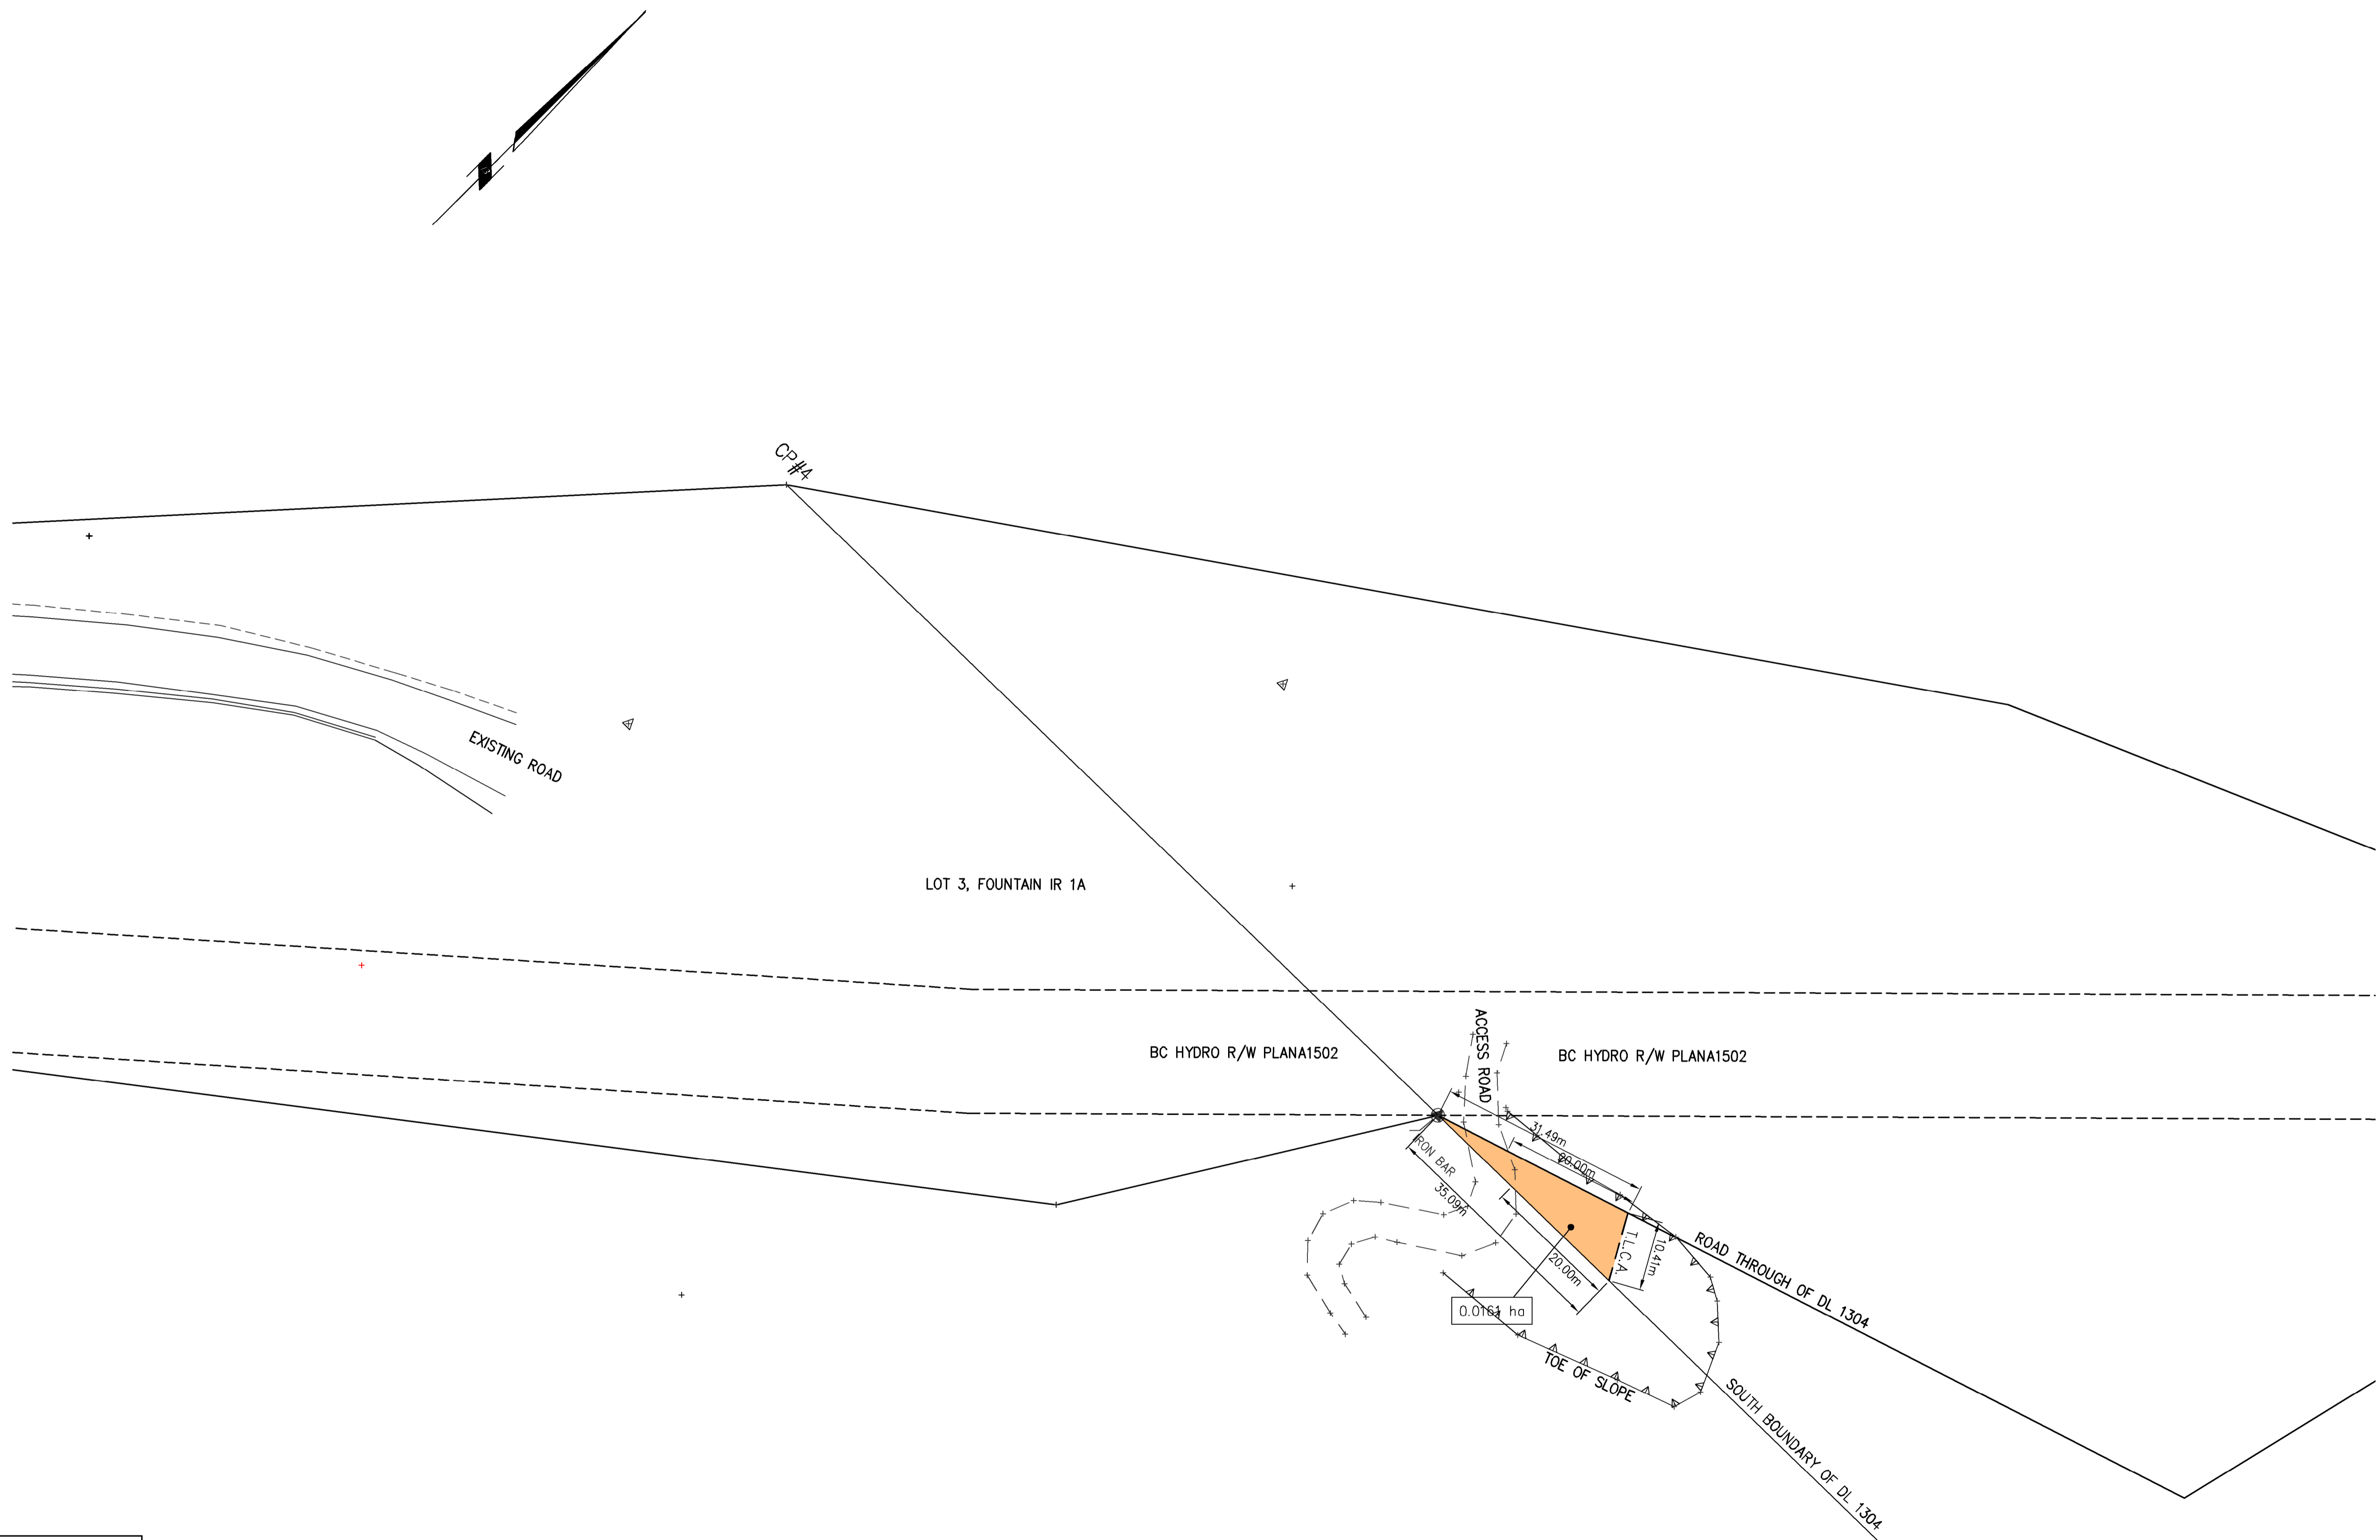 CP#4
EXISTING ROAD
LOT 3, FOUNTAIN IR 1A
ACCESS ROAD
BC HYDRO R/W PLANA1502
BC HYDRO R/W PLANA1502
31.49m
20.00m
IRON BAR
35.09m
20.00m
T.L.C.A.
10.41m
ROAD THROUGH OF DL 1304
0.0161 ha
TOE OF SLOPE
SOUTH BOUNDARY OF DL 1304